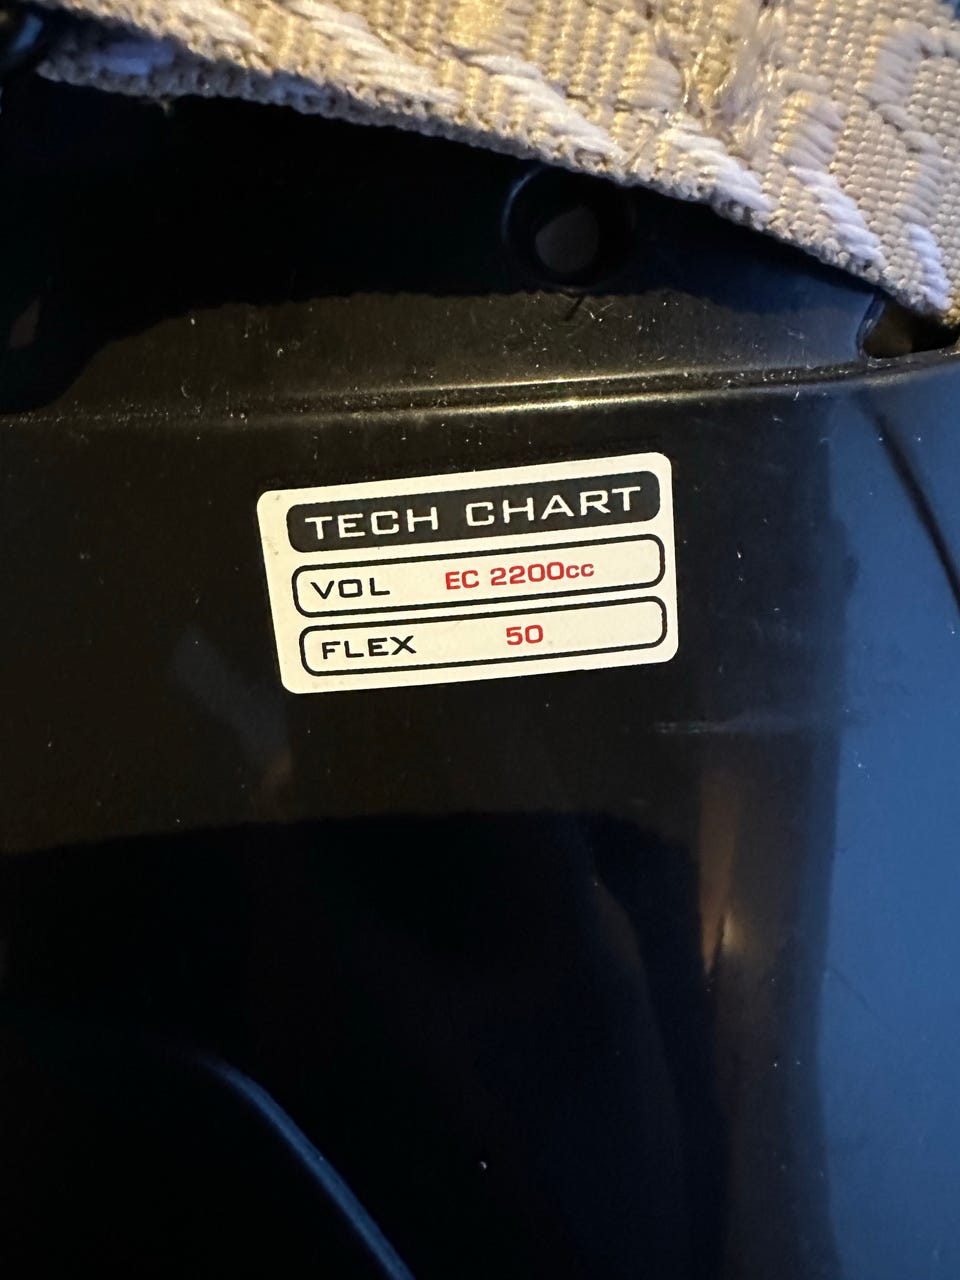 TECH CHART
VOL EC 2200cc
FLEX 50